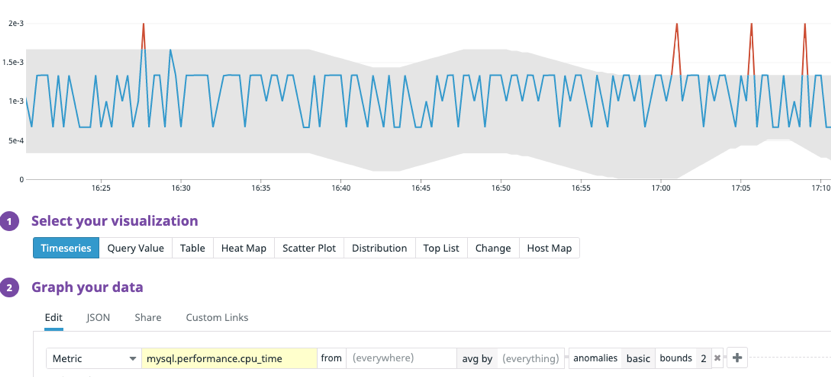 2e-3
1.5e-3
1e-3
5e-4
0
16:25 16:30 16:35 16:40 16:45 16:50 16:55 17:00 17:05 17:10
1 Select your visualization
Timeseries Query Value Table Heat Map Scatter Plot Distribution Top List Change Host Map
2 Graph your data
Edit JSON Share Custom Links
Metric mysql.performance.cpu_time from (everywhere) avg by (everything) anomalies basic bounds 2 × +